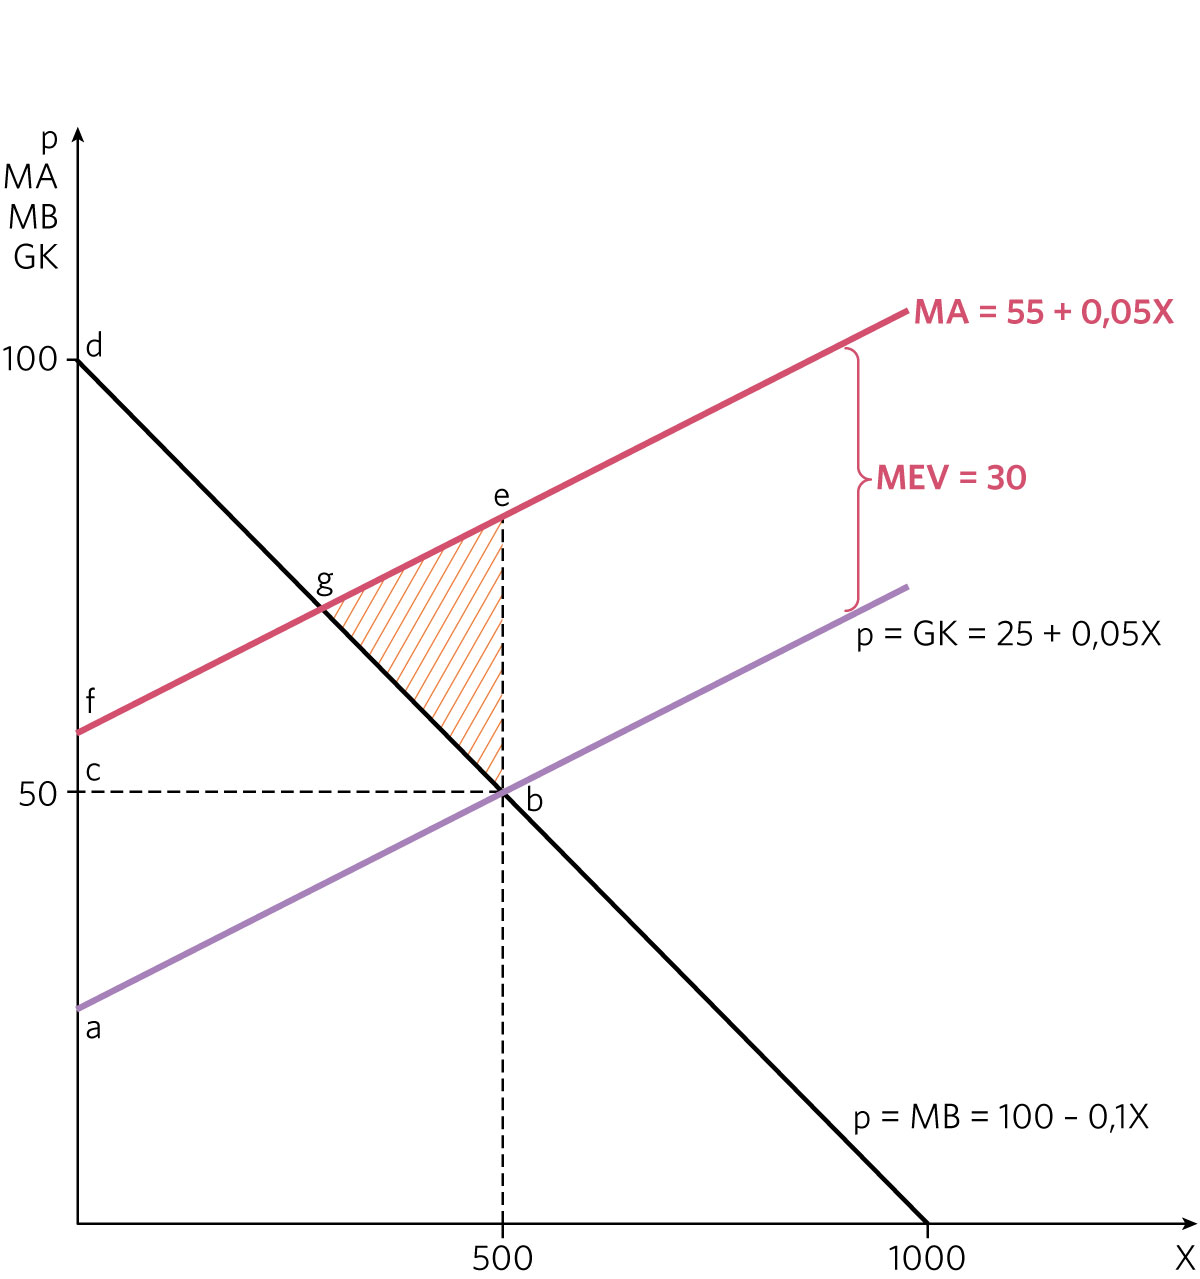 p
MA
MB
GK
MA = 55 + 0,05X
d
100
MEV = 30
e
g
p = GK = 25 + 0,05X
f
c
50
b
a
p = MB = 100 – 0,1X
500
1000
X